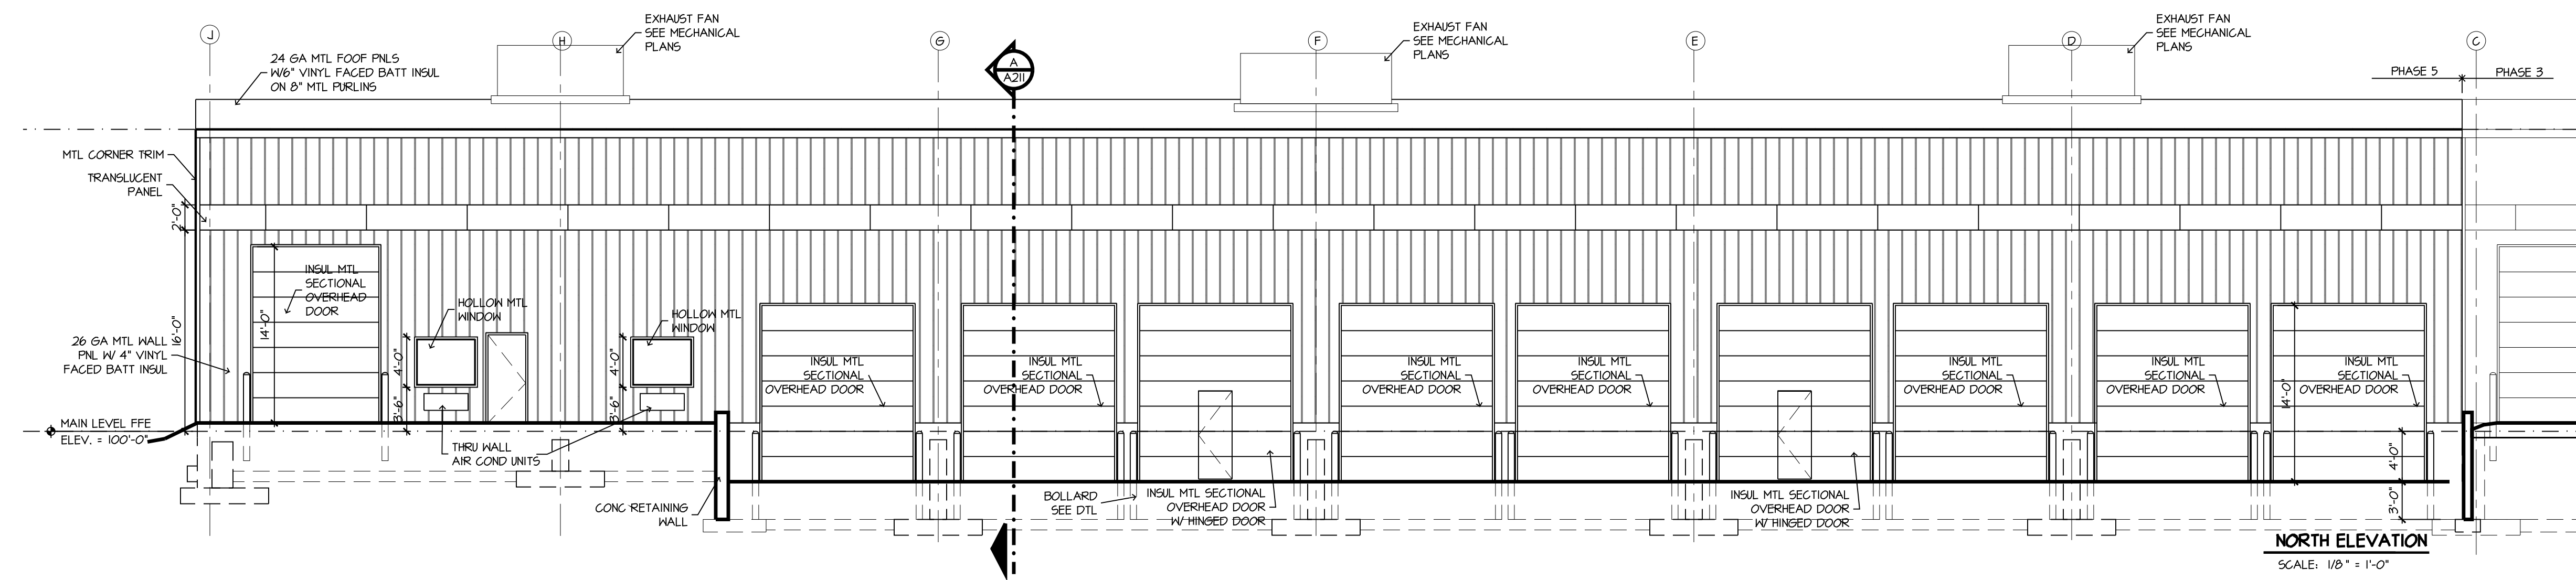 J
H
G
F
E
D
C
EXHAUST FAN
SEE MECHANICAL
PLANS
EXHAUST FAN
SEE MECHANICAL
PLANS
EXHAUST FAN
SEE MECHANICAL
PLANS
24 GA MTL FOOF PNLS
W/6" VINYL FACED BATT INSUL
ON 8" MTL PURLINS
A
A211
PHASE 5
PHASE 3
MTL CORNER TRIM
TRANSLUCENT
PANEL
2'-0"
16'-0"
26 GA MTL WALL
PNL W/ 4" VINYL
FACED BATT INSUL
MAIN LEVEL FFE
ELEV. = 100'-0"
14'-0"
INSUL MTL
SECTIONAL
OVERHEAD
DOOR
HOLLOW MTL
WINDOW
4'-0"
3'-6"
HOLLOW MTL
WINDOW
4'-0"
3'-6"
THRU WALL
AIR COND UNITS
CONC RETAINING
WALL
INSUL MTL
SECTIONAL
OVERHEAD DOOR
INSUL MTL
SECTIONAL
OVERHEAD DOOR
BOLLARD
SEE DTL
INSUL MTL SECTIONAL
OVERHEAD DOOR
W/ HINGED DOOR
INSUL MTL
SECTIONAL
OVERHEAD DOOR
INSUL MTL
SECTIONAL
OVERHEAD DOOR
INSUL MTL SECTIONAL
OVERHEAD DOOR
W/ HINGED DOOR
INSUL MTL
SECTIONAL
OVERHEAD DOOR
INSUL MTL
SECTIONAL
OVERHEAD DOOR
INSUL MTL
SECTIONAL
OVERHEAD DOOR
14'-0"
4'-0"
3'-0"
NORTH ELEVATION
SCALE: 1/8" = 1'-0"